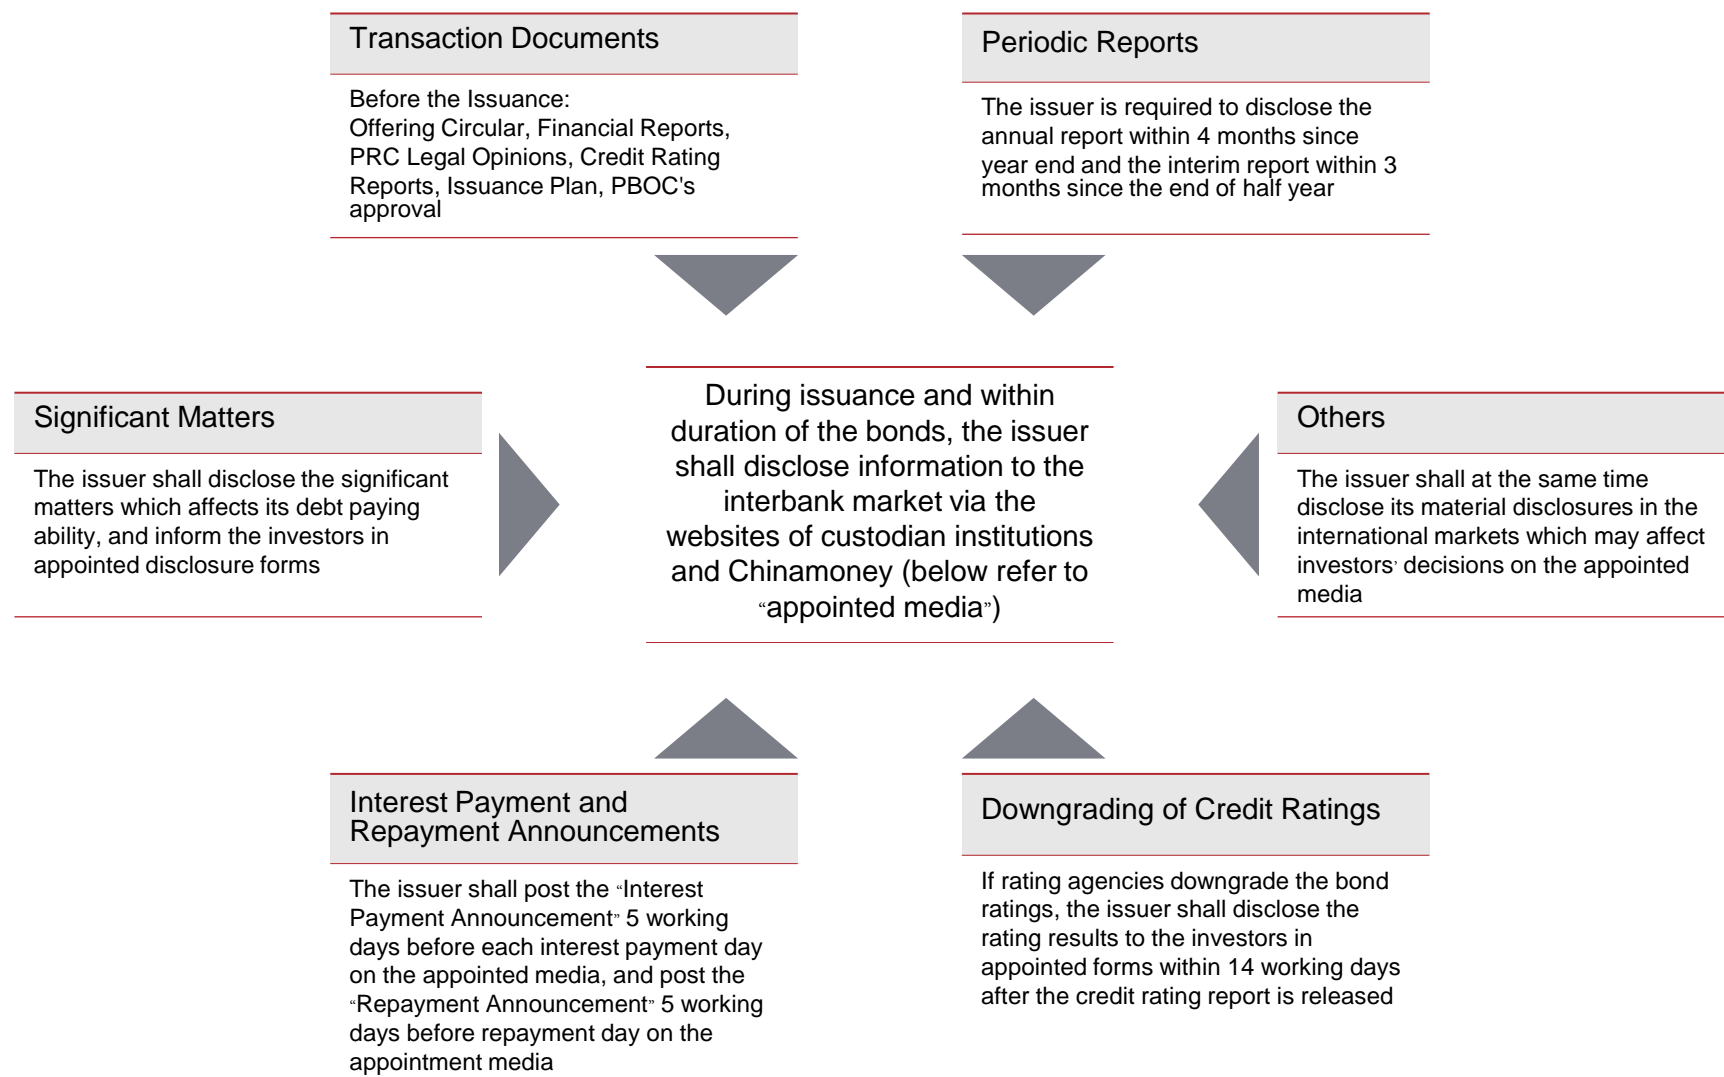 Transaction Documents
Before the Issuance:
Offering Circular, Financial Reports,
PRC Legal Opinions, Credit Rating
Reports, Issuance Plan, PBOC's
approval
Periodic Reports
The issuer is required to disclose the
annual report within 4 months since
year end and the interim report within 3
months since the end of half year
Significant Matters
The issuer shall disclose the significant
matters which affects its debt paying
ability, and inform the investors in
appointed disclosure forms
During issuance and within
duration of the bonds, the issuer
shall disclose information to the
interbank market via the
websites of custodian institutions
and Chinamoney (below refer to
“appointed media”)
Others
The issuer shall at the same time
disclose its material disclosures in the
international markets which may affect
investors’ decisions on the appointed
media
Interest Payment and
Repayment Announcements
The issuer shall post the “Interest
Payment Announcement” 5 working
days before each interest payment day
on the appointed media, and post the
“Repayment Announcement” 5 working
days before repayment day on the
appointment media
Downgrading of Credit Ratings
If rating agencies downgrade the bond
ratings, the issuer shall disclose the
rating results to the investors in
appointed forms within 14 working days
after the credit rating report is released